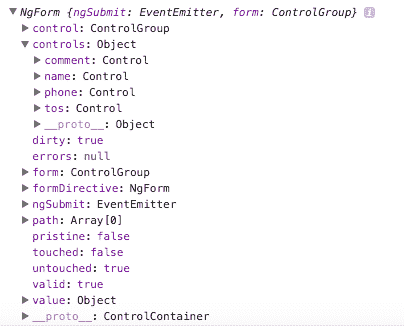 NgForm {ngSubmit: EventEmitter, form: ControlGroup} i
control: ControlGroup
controls: Object
comment: Control
name: Control
phone: Control
tos: Control
__proto__: Object
dirty: true
errors: null
form: ControlGroup
formDirective: NgForm
ngSubmit: EventEmitter
path: Array[0]
pristine: false
touched: false
untouched: true
valid: true
value: Object
__proto__: ControlContainer